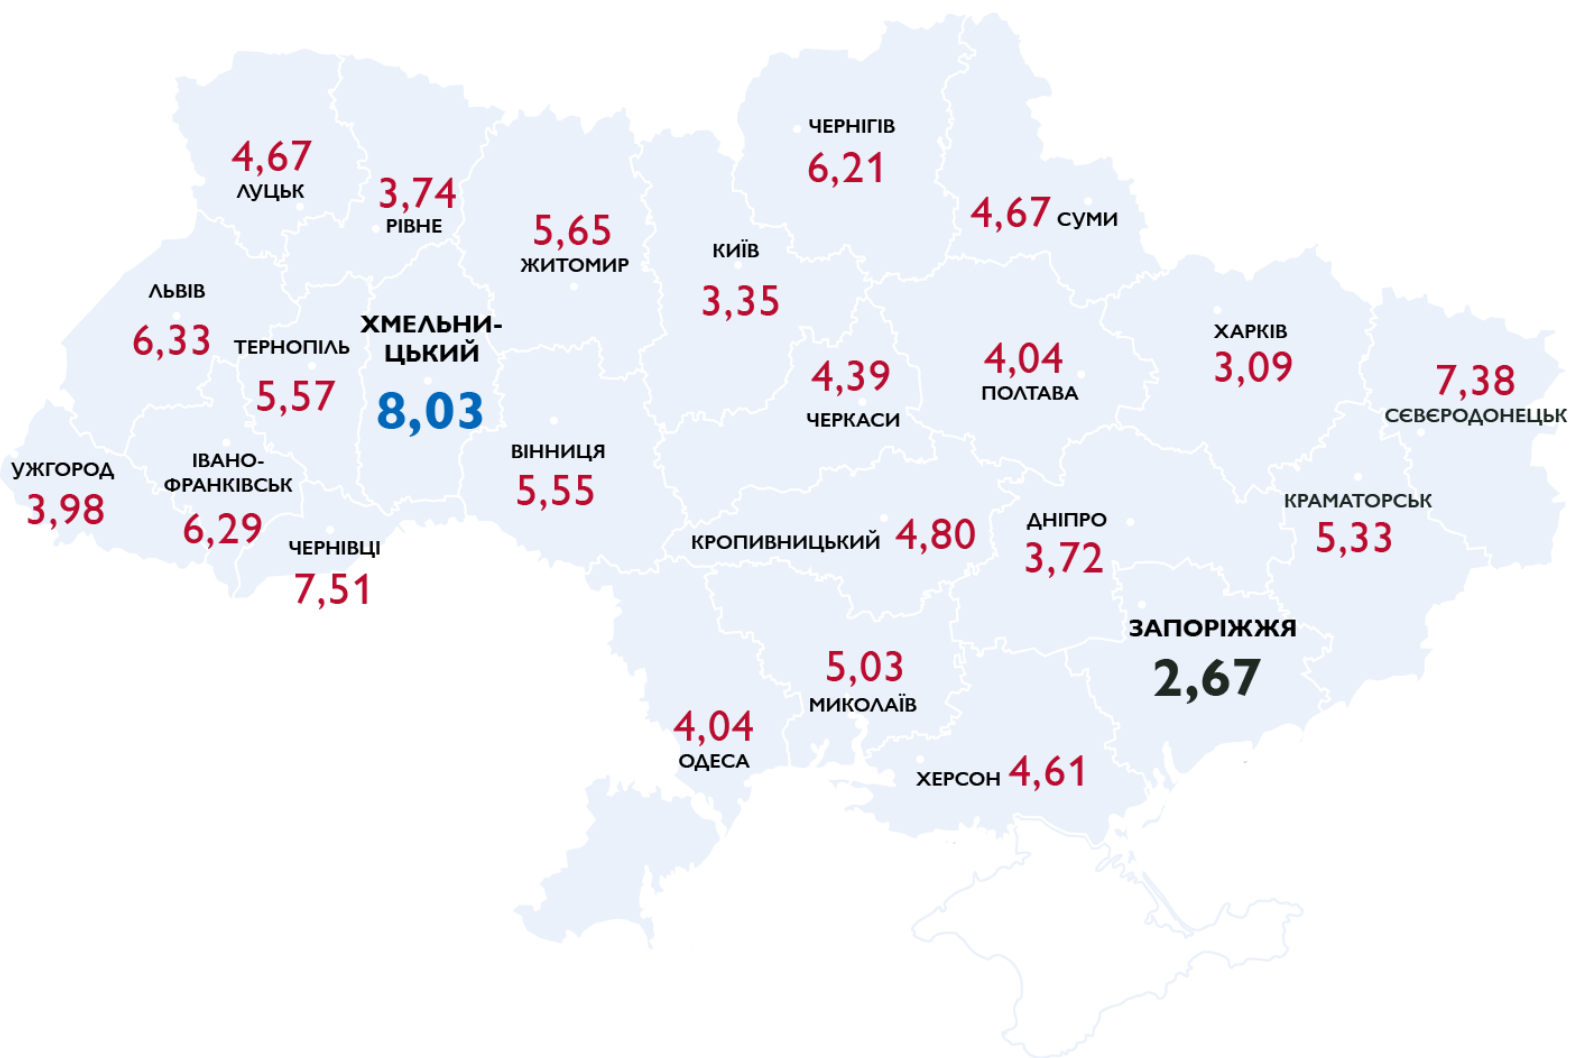 ЧЕРНІГІВ
6,21
4,67
ЛУЦЬК
3,74
РІВНЕ
4,67 СУМИ
5,65
ЖИТОМИР
КИЇВ
3,35
ЛЬВІВ
6,33
ТЕРНОПІЛЬ
5,57
ХМЕЛЬНИ-
ЦЬКИЙ
8,03
4,39
ЧЕРКАСИ
4,04
ПОЛТАВА
ХАРКІВ
3,09
7,38
СЄВЄРОДОНЕЦЬК
УЖГОРОД
3,98
ІВАНО-
ФРАНКІВСЬК
6,29
ВІННИЦЯ
5,55
ЧЕРНІВЦІ
7,51
КРОПИВНИЦЬКИЙ 4,80
ДНІПРО
3,72
КРАМАТОРСЬК
5,33
ЗАПОРІЖЖЯ
2,67
5,03
МИКОЛАЇВ
4,04
ОДЕСА
ХЕРСОН 4,61